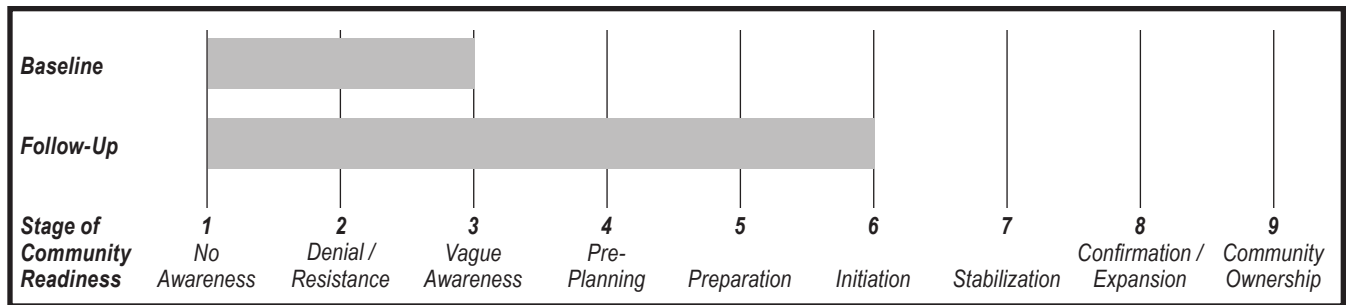 Baseline
Follow-Up
Stage of Community Readiness
1 2 3 4 5 6 7 8 9
No Awareness
Denial / Resistance
Vague Awareness
Pre-Planning
Preparation
Initiation
Stabilization
Confirmation / Expansion
Community Ownership